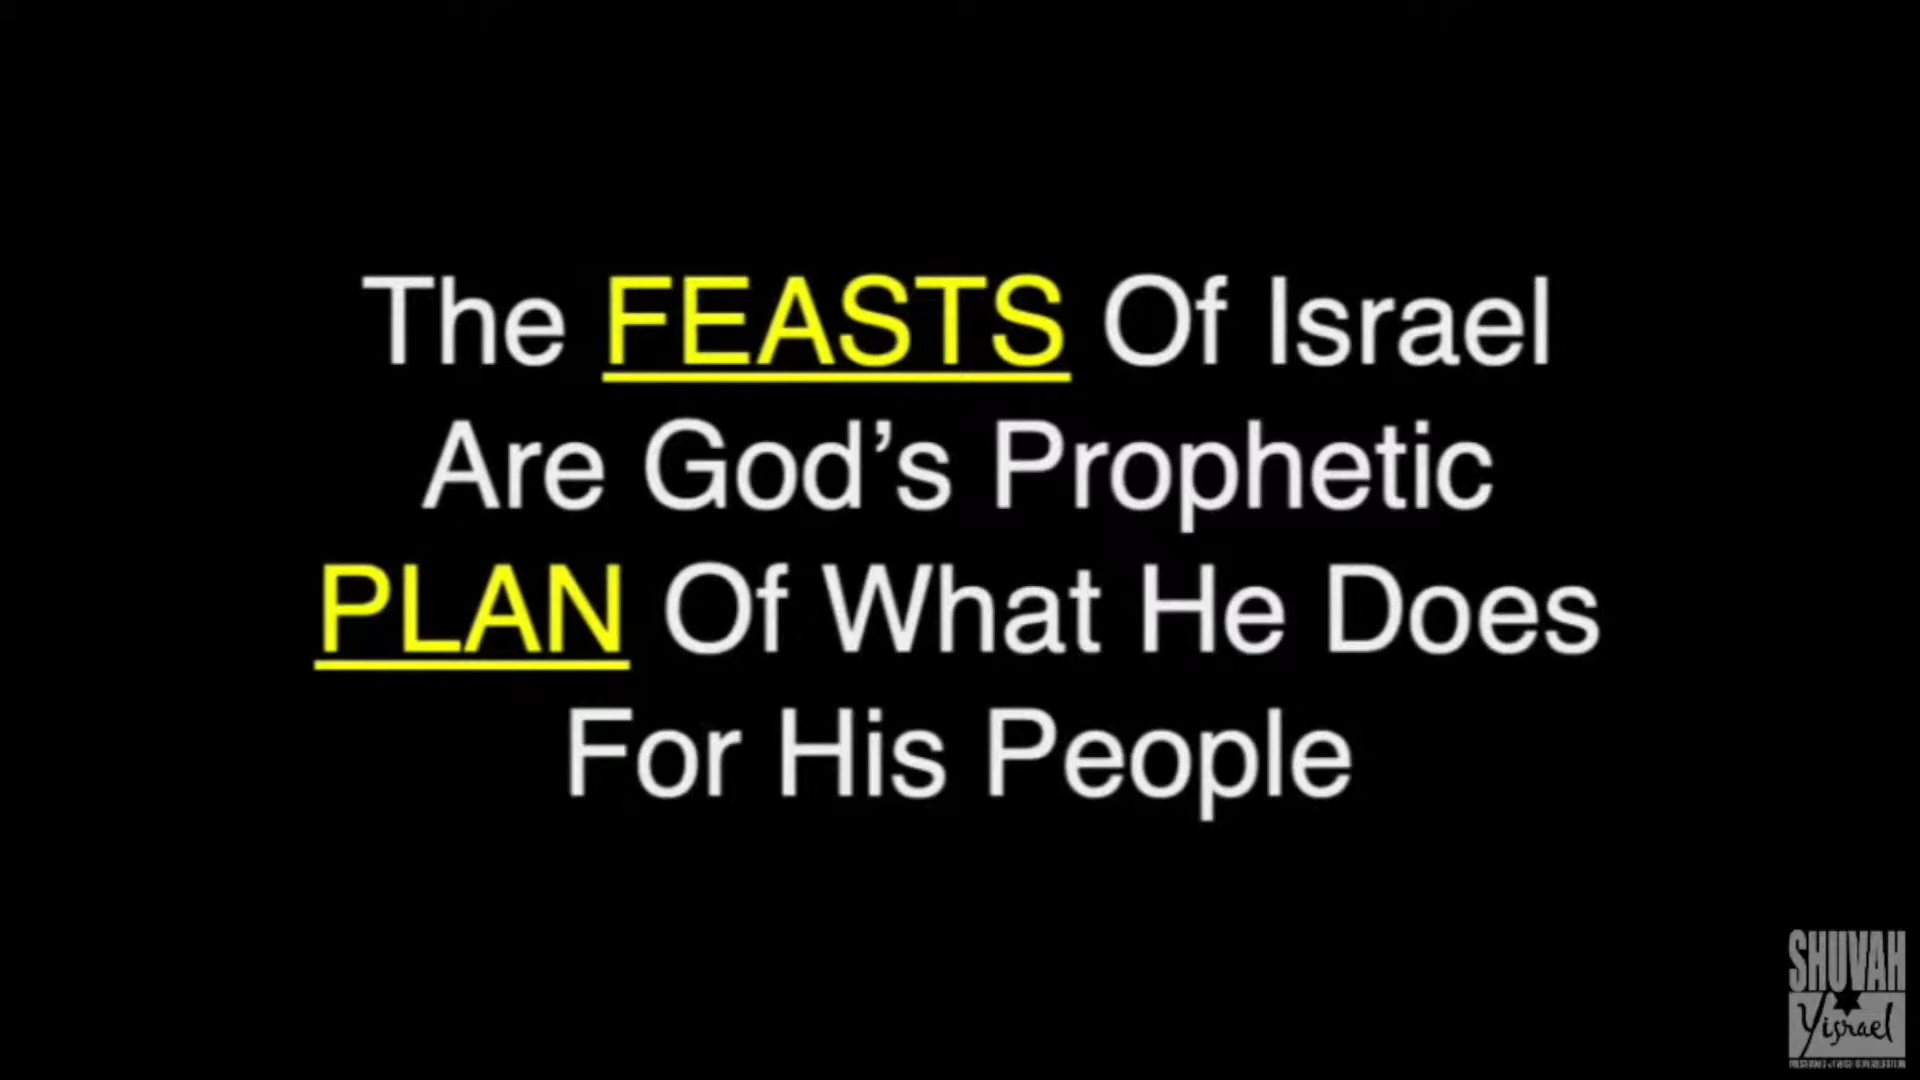 The FEASTS Of Israel
Are God’s Prophetic
PLAN Of What He Does
For His People
SHUVAH
Yisrael